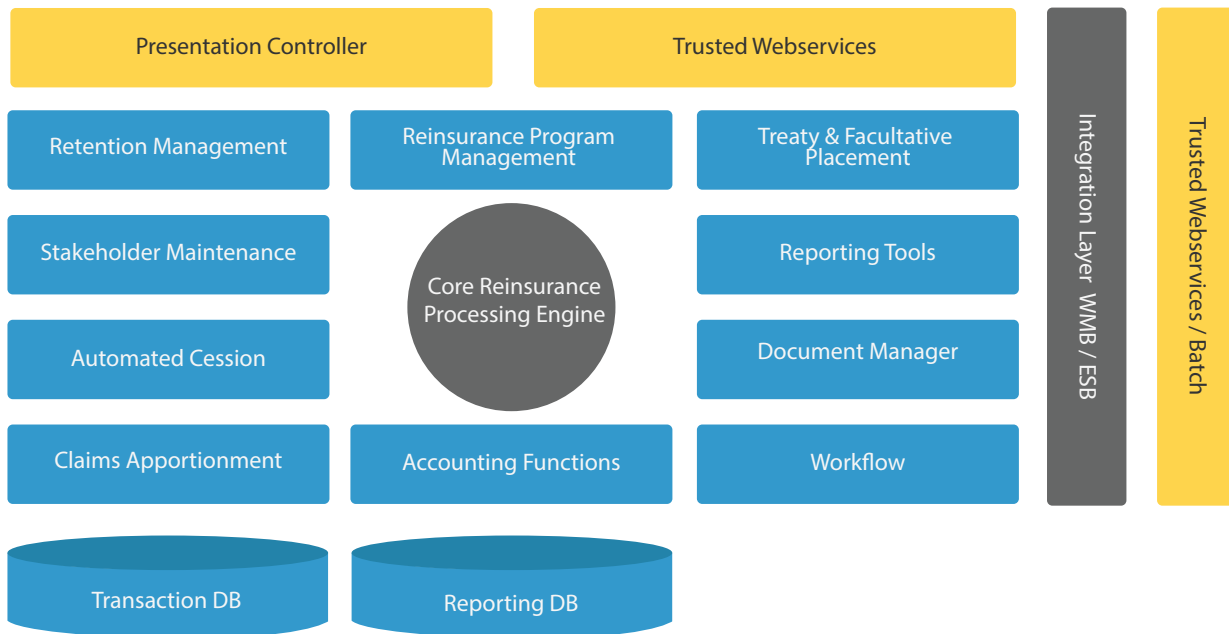 Presentation Controller
Trusted Webservices
Retention Management
Reinsurance Program
Management
Treaty & Facultative
Placement
Stakeholder Maintenance
Core Reinsurance
Processing Engine
Reporting Tools
Automated Cession
Document Manager
Claims Apportionment
Accounting Functions
Workflow
Transaction DB
Reporting DB
Integration Layer WMB / ESB
Trusted Webservices / Batch